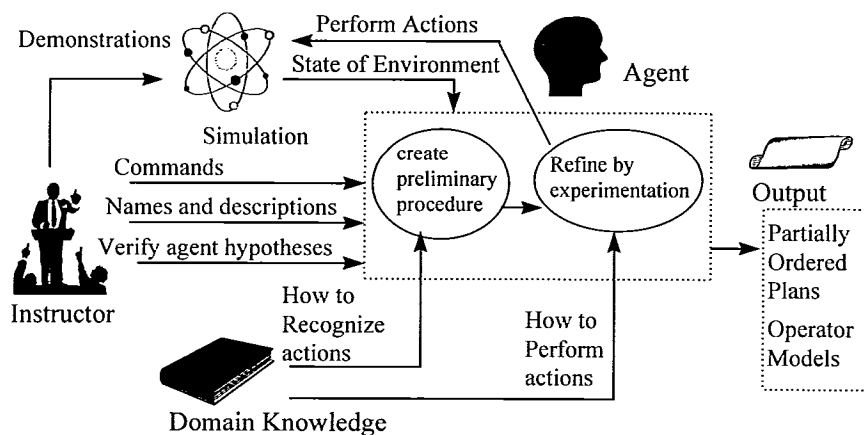 Perform Actions
Demonstrations
State of Environment
Agent
Simulation
Commands
create
preliminary
procedure
Refine by
experimentation
Output
Names and descriptions
Verify agent hypotheses
Partially
Ordered
Plans
Operator
Models
Instructor
How to
Recognize
actions
How to
Perform
actions
Domain Knowledge